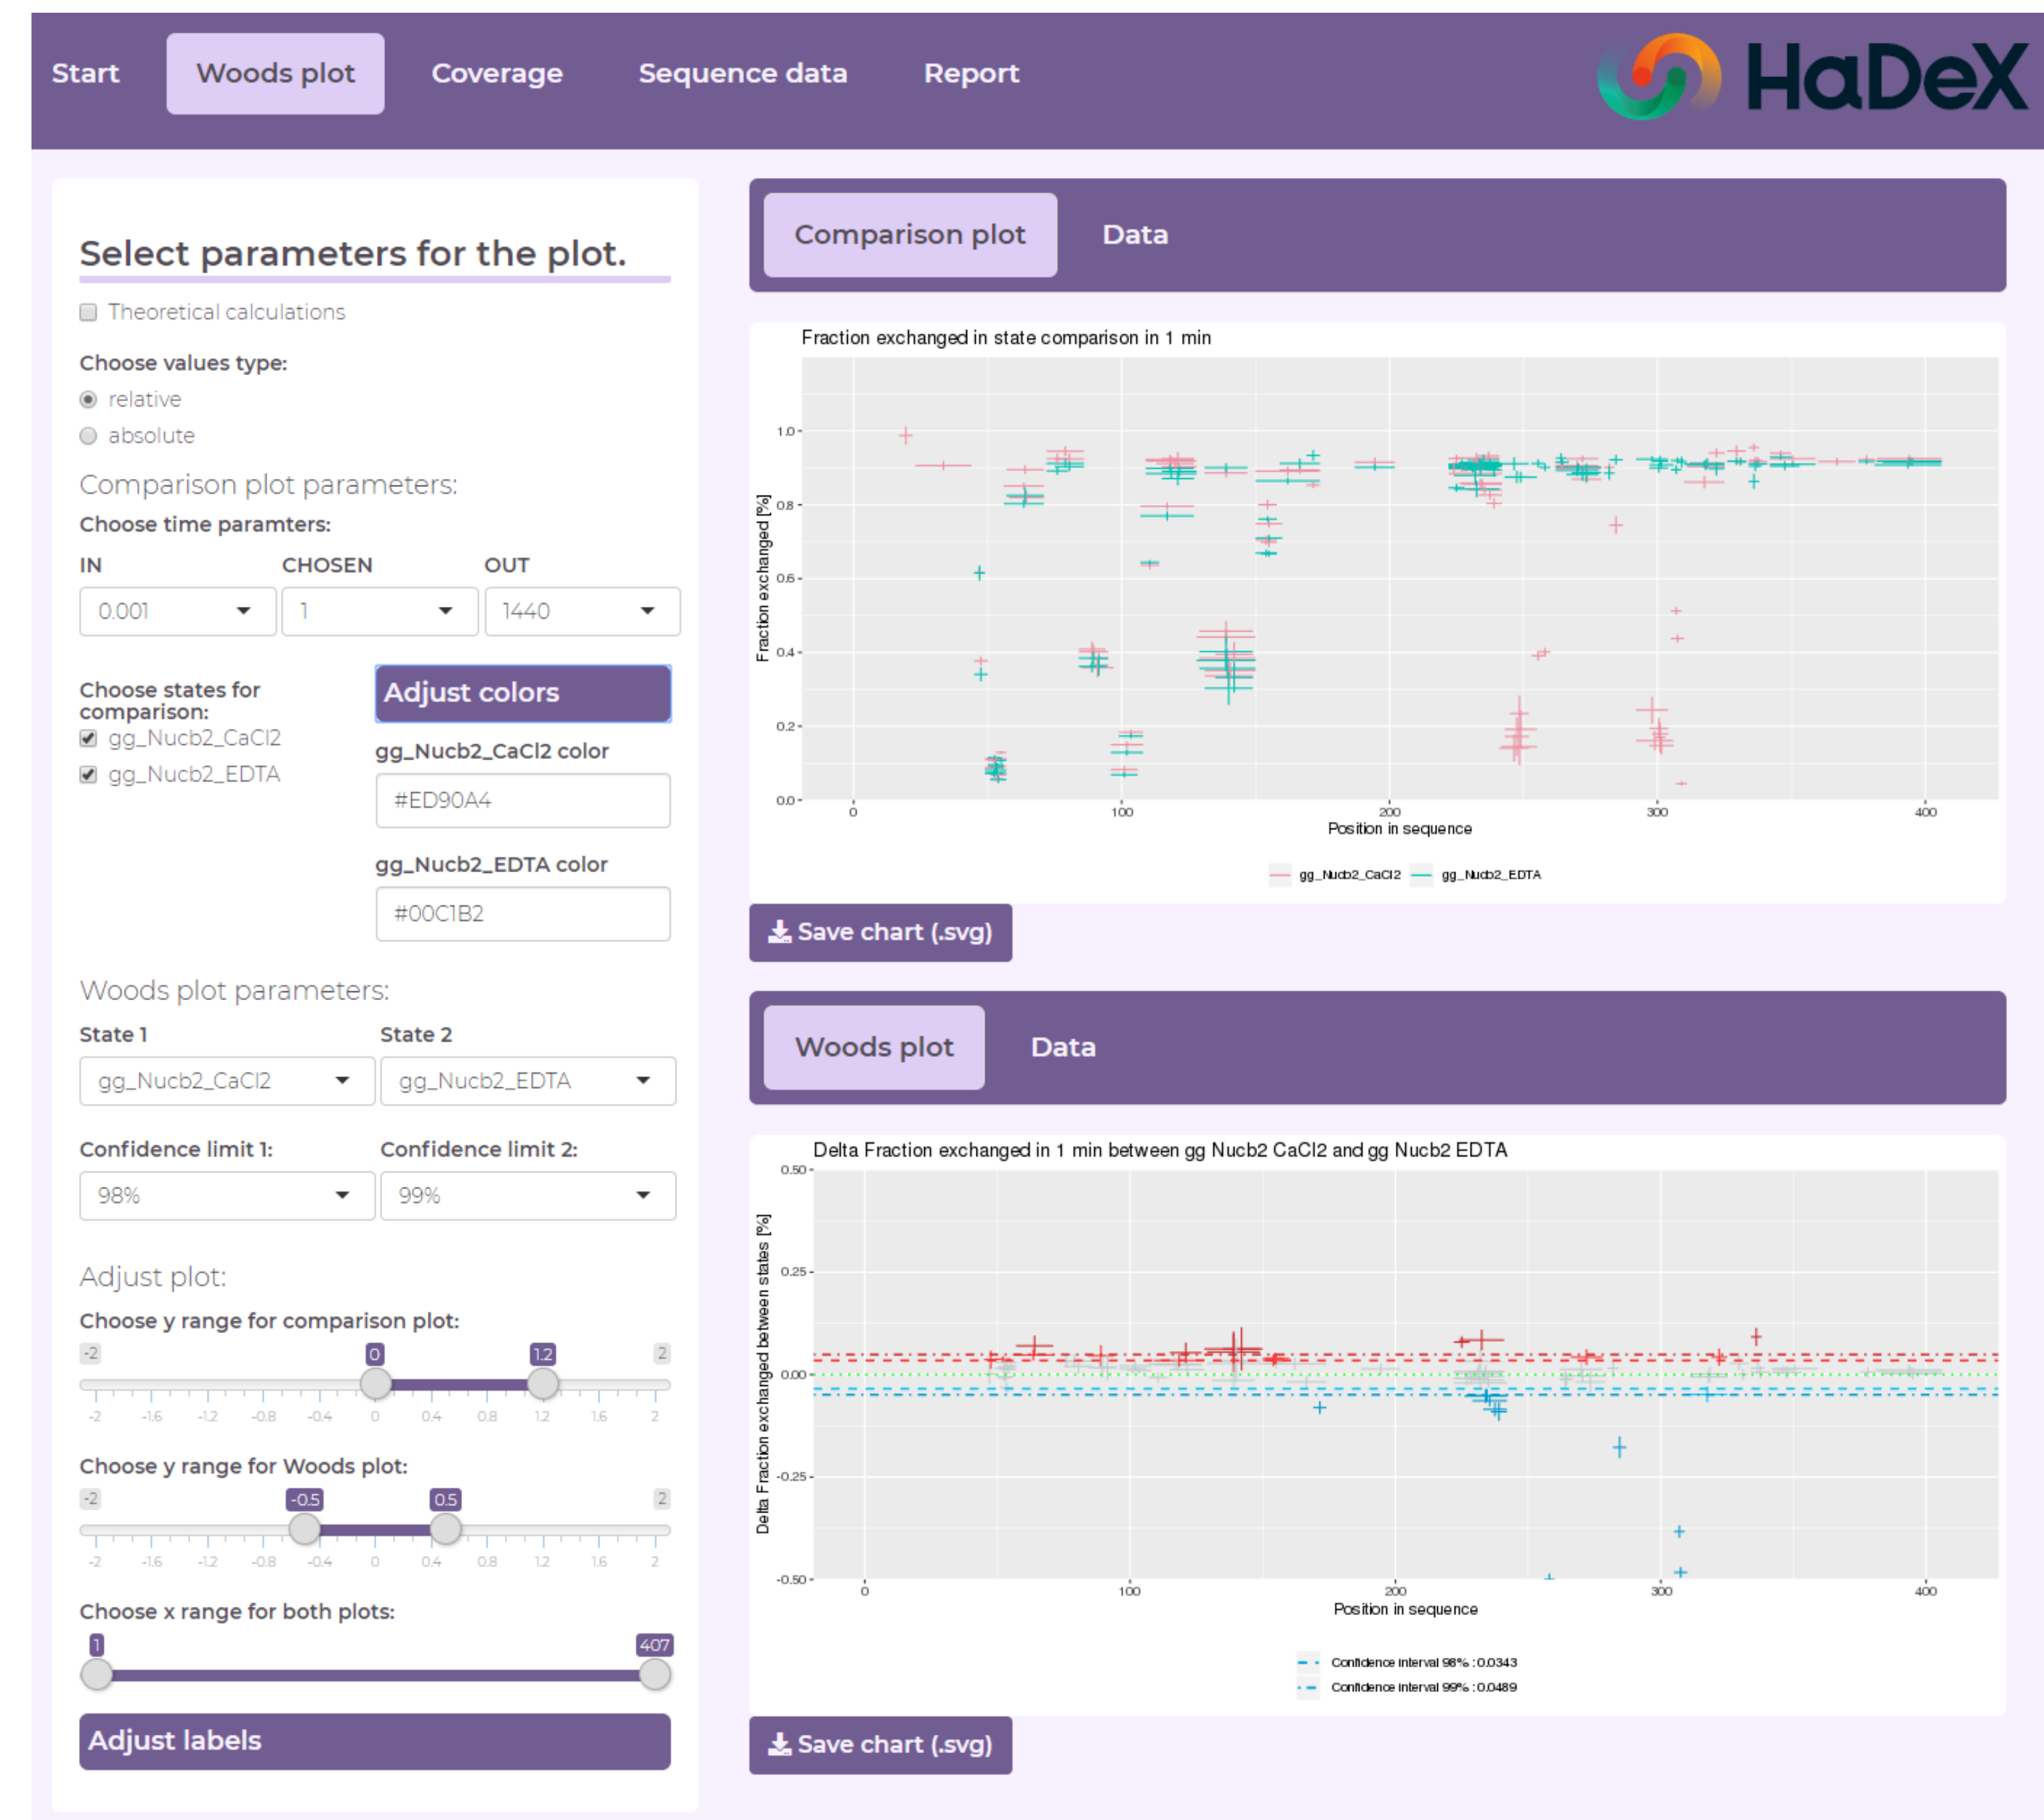 Start Woods plot Coverage Sequence data Report HaDeX
Select parameters for the plot.
Theoretical calculations
Choose values type:
relative
absolute
Comparison plot parameters:
Choose time paramters:
IN CHOSEN OUT
0.001 1 1440
Choose states for
comparison:
gg_Nucb2_CaCl2
gg_Nucb2_EDTA
Adjust colors
gg_Nucb2_CaCl2 color
#ED90A4
gg_Nucb2_EDTA color
#00C1B2
Woods plot parameters:
State 1 State 2
gg_Nucb2_CaCl2 gg_Nucb2_EDTA
Confidence limit 1: Confidence limit 2:
98% 99%
Adjust plot:
Choose y range for comparison plot:
-2 0 1.2 2
-2 -1.6 -1.2 -0.8 -0.4 0 0.4 0.8 1.2 1.6 2
Choose y range for Woods plot:
-2 -0.5 0.5 2
-2 -1.6 -1.2 -0.8 -0.4 0 0.4 0.8 1.2 1.6 2
Choose x range for both plots:
1 407
Adjust labels
Comparison plot Data
Fraction exchanged in state comparison in 1 min
Fraction exchanged [%]
1.0
0.8
0.6
0.4
0.2
0.0
0 100 200 300 400
Position in sequence
gg_Nucb2_CaCl2 gg_Nucb2_EDTA
Save chart (.svg)
Woods plot Data
Delta Fraction exchanged in 1 min between gg Nucb2 CaCl2 and gg Nucb2 EDTA
Delta Fraction exchanged between states [%]
0.50
0.25
0.00
-0.25
-0.50
0 100 200 300 400
Position in sequence
Confidence interval 98% : 0.0343
Confidence interval 99% : 0.0489
Save chart (.svg)